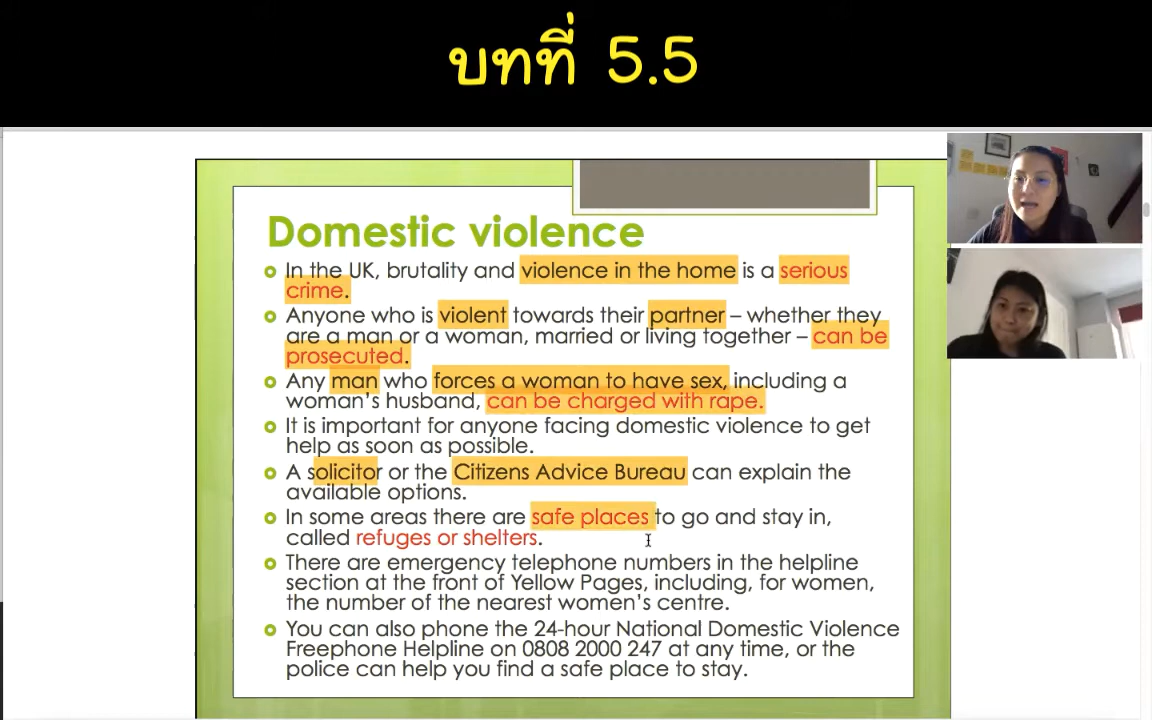 บทที่ 5.5
Domestic violence
In the UK, brutality and violence in the home is a serious
crime.
Anyone who is violent towards their partner – whether they
are a man or a woman, married or living together – can be
prosecuted.
Any man who forces a woman to have sex, including a
woman's husband, can be charged with rape.
It is important for anyone facing domestic violence to get
help as soon as possible.
A solicitor or the Citizens Advice Bureau can explain the
available options.
In some areas there are safe places to go and stay in,
called refuges or shelters.
There are emergency telephone numbers in the helpline
section at the front of Yellow Pages, including, for women,
the number of the nearest women's centre.
You can also phone the 24-hour National Domestic Violence
Freephone Helpline on 0808 2000 247 at any time, or the
police can help you find a safe place to stay.